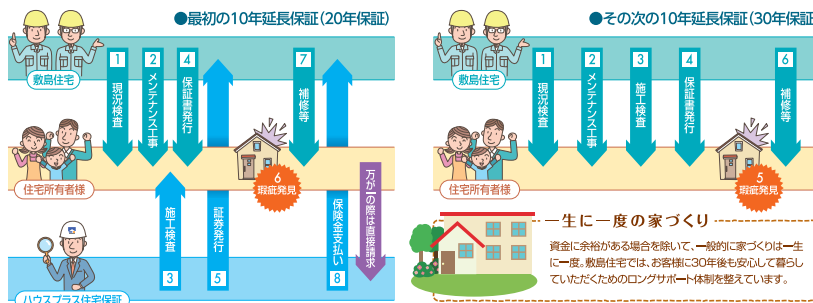 ●最初の10年延長保証(20年保証)
敷島住宅
1 現況検査
2 メンテナンス工事
4 保証書発行
7 補修等
住宅所有者様
6
瑕疵発見
万が一の際は直接請求
施工検査 3
証券発行 5
保険金支払い 8
ハウスプラス住宅保証
●その次の10年延長保証(30年保証
敷島住宅
1 現況検査
2 メンテナンス工事
3 施工検査
4 保証書発行
6 補修等
住宅所有者様
5
瑕疵発見
一生に一度の家づくり
資金に余裕がある場合を除いて、一般的に家づくりは一生
に一度。敷島住宅では、お客様に30年後も安心して暮らし
ていただくためのロングサポート体制を整えています。